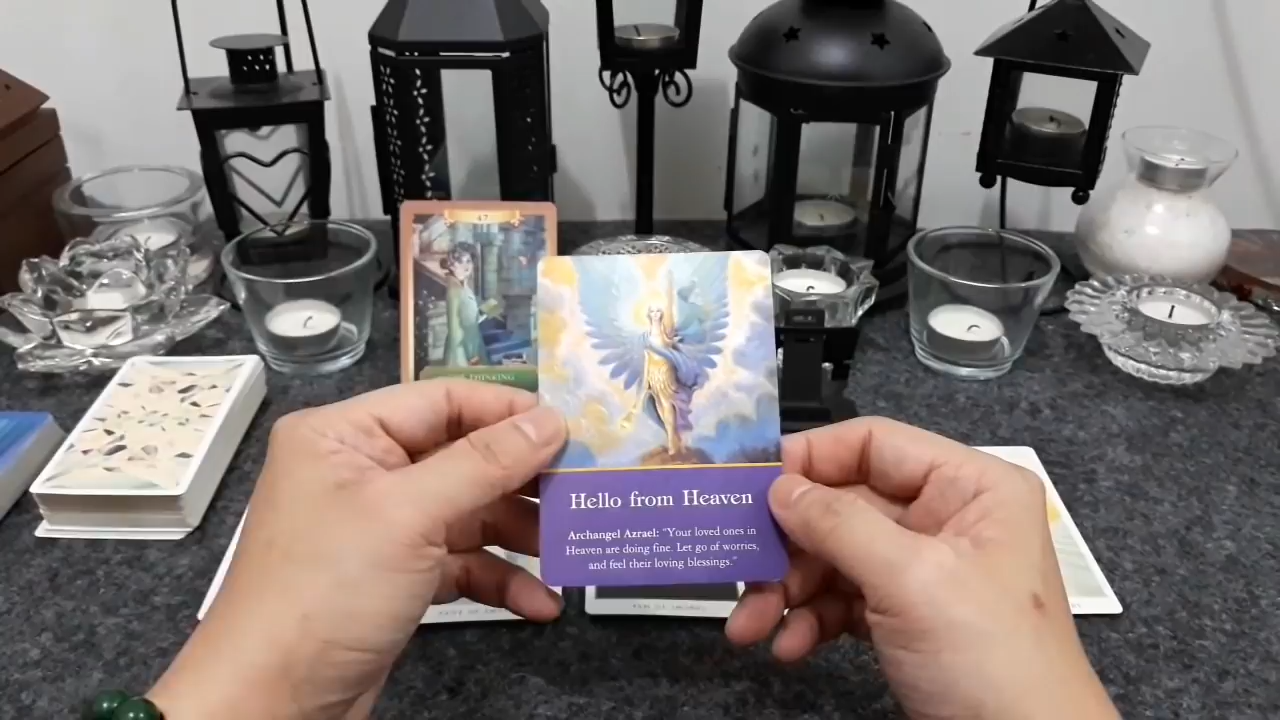 47
THINKING
Hello from Heaven
Archangel Azrael: “Your loved ones in
Heaven are doing fine. Let go of worries,
and feel their loving blessings.”